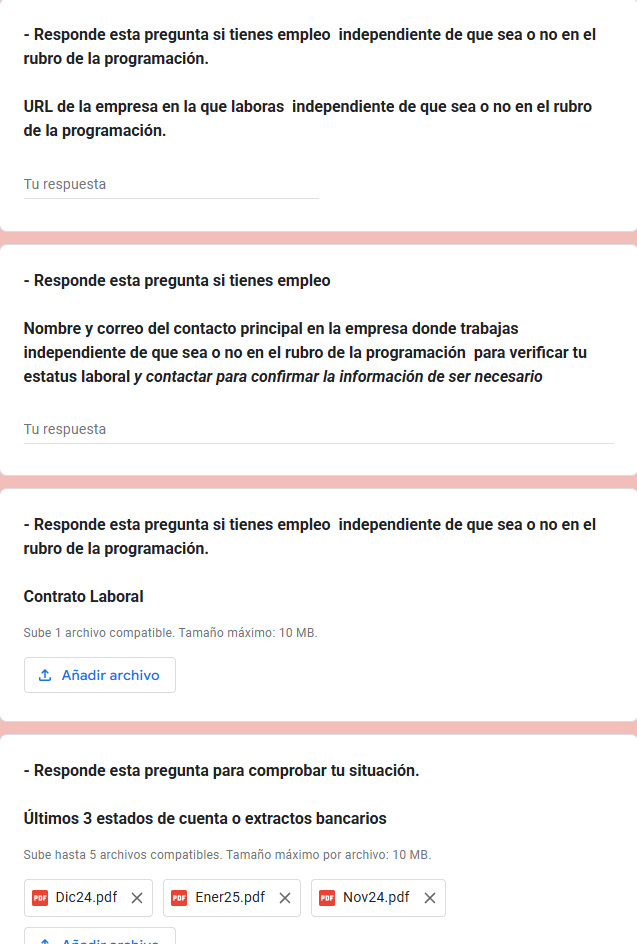 - Responde esta pregunta si tienes empleo  independiente de que sea o no en el
rubro de la programación.
URL de la empresa en la que laboras  independiente de que sea o no en el rubro
de la programación.
Tu respuesta
- Responde esta pregunta si tienes empleo
Nombre y correo del contacto principal en la empresa donde trabajas
independiente de que sea o no en el rubro de la programación  para verificar tu
estatus laboral y contactar para confirmar la información de ser necesario
Tu respuesta
- Responde esta pregunta si tienes empleo  independiente de que sea o no en el
rubro de la programación.
Contrato Laboral
Sube 1 archivo compatible. Tamaño máximo: 10 MB.
Añadir archivo
- Responde esta pregunta para comprobar tu situación.
Últimos 3 estados de cuenta o extractos bancarios
Sube hasta 5 archivos compatibles. Tamaño máximo por archivo: 10 MB.
PDF Dic24.pdf PDF Ener25.pdf PDF Nov24.pdf
Añadir archivo